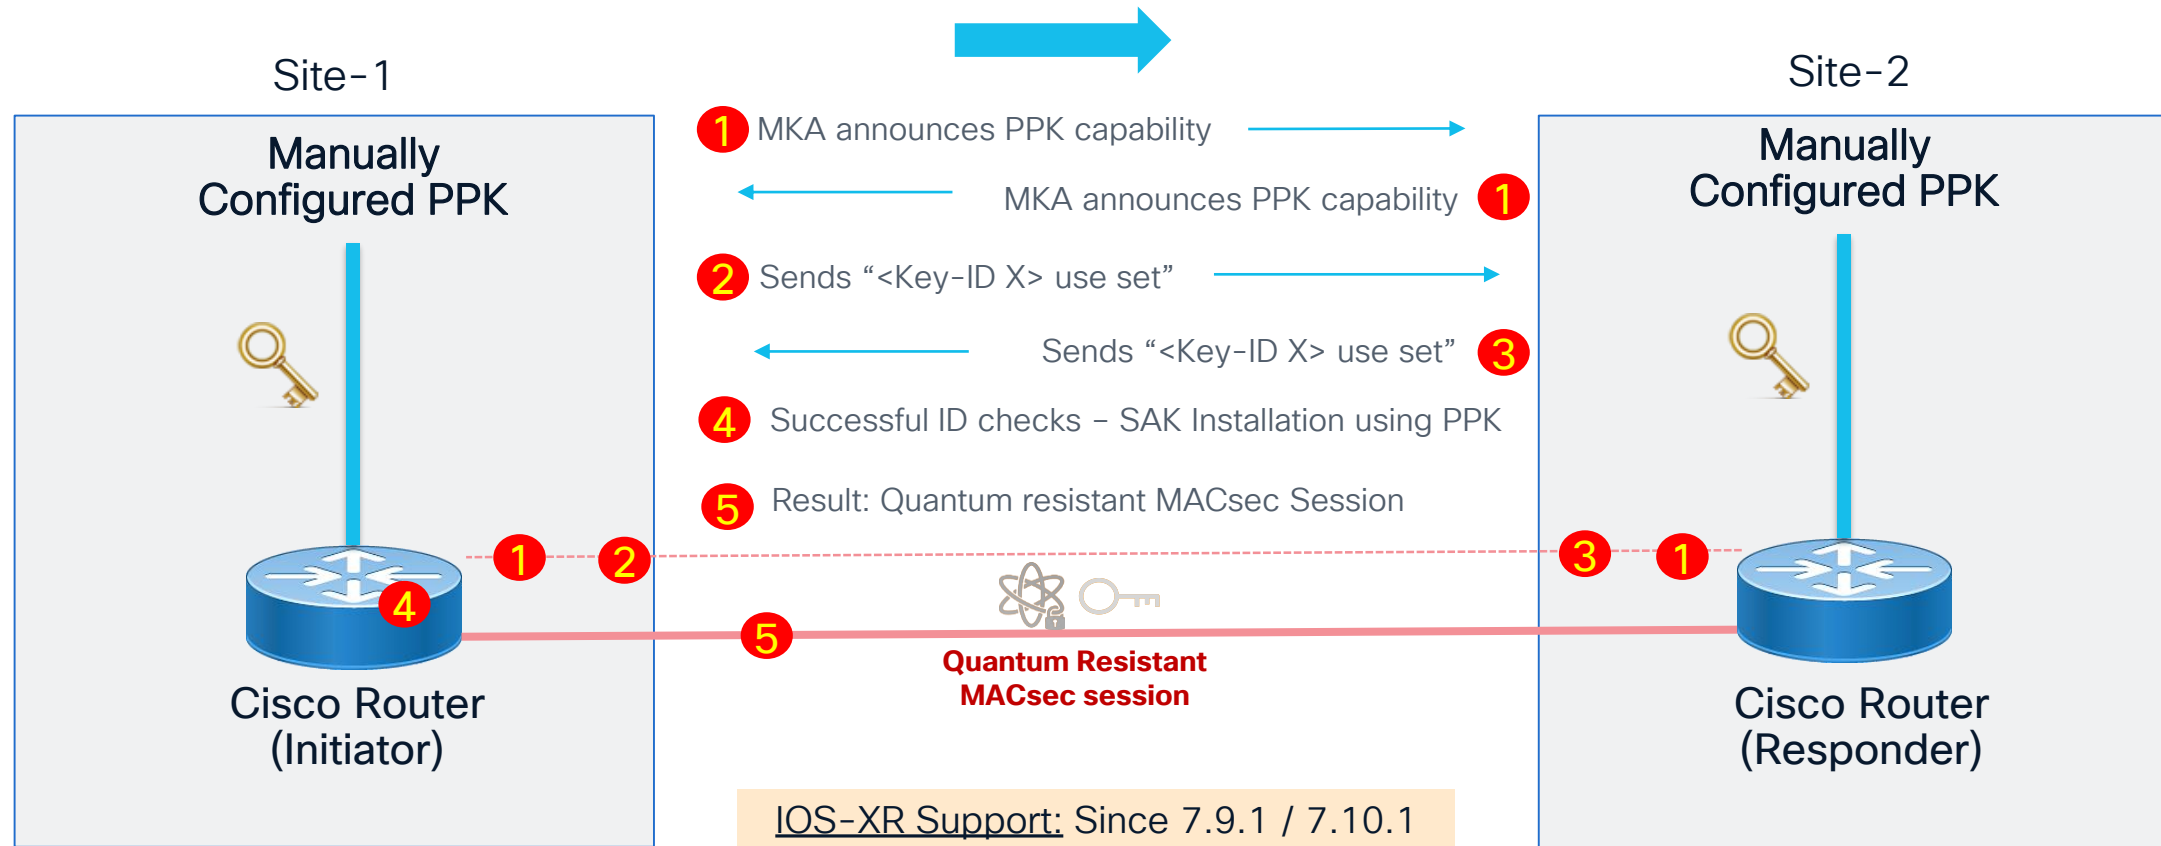 Site-1
Manually
Configured PPK
4
Cisco Router
(Initiator)
1 MKA announces PPK capability
MKA announces PPK capability 1
2 Sends “<Key-ID X> use set”
Sends “<Key-ID X> use set” 3
4 Successful ID checks – SAK Installation using PPK
5 Result: Quantum resistant MACsec Session
1 2 3 1
5
Quantum Resistant
MACsec session
IOS-XR Support: Since 7.9.1 / 7.10.1
Site-2
Manually
Configured PPK
Cisco Router
(Responder)